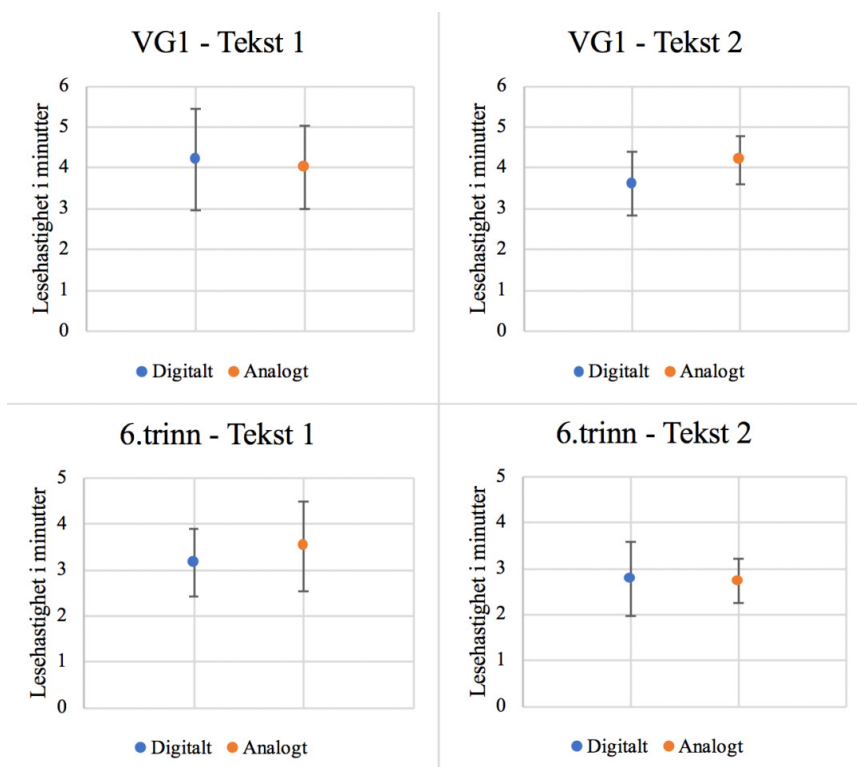 VG1 - Tekst 1
Lesehastighet i minutter
6
5
4
3
2
1
0
Digitalt Analogt
VG1 - Tekst 2
Lesehastighet i minutter
6
5
4
3
2
1
0
Digitalt Analogt
6.trinn - Tekst 1
Lesehastighet i minutter
5
4
3
2
1
0
Digitalt Analogt
6.trinn - Tekst 2
Lesehastighet i minutter
5
4
3
2
1
0
Digitalt Analogt